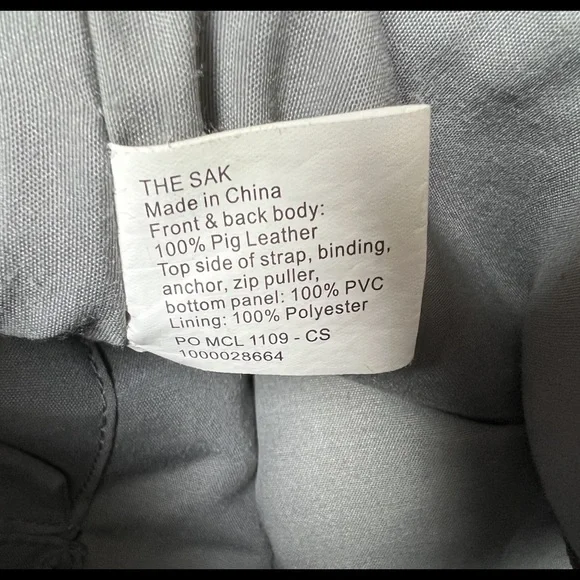 THE SAK
Made in China
Front & back body:
100% Pig Leather
Top side of strap, binding,
anchor, zip puller,
bottom panel: 100% PVC
Lining: 100% Polyester
PO MCL 1109 - CS
1000028664